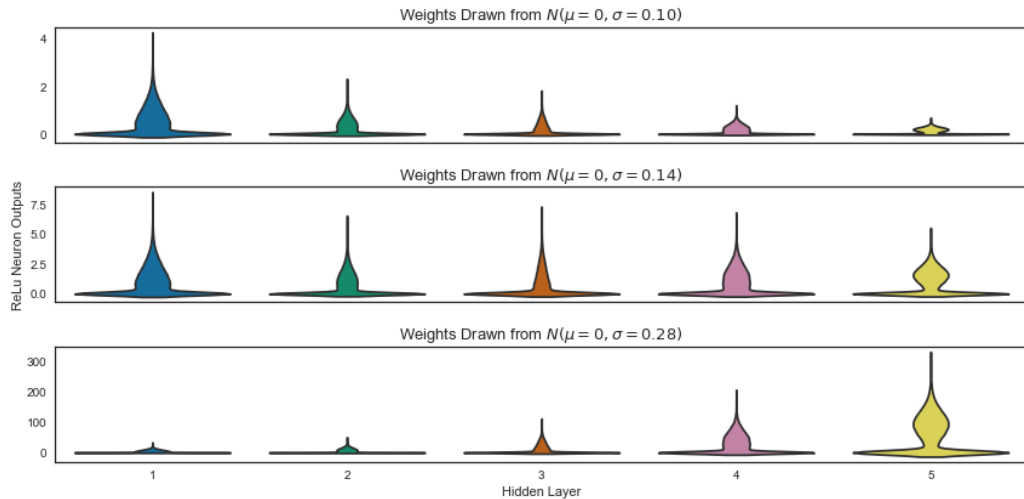 Weights Drawn from N(μ = 0, σ = 0.10)
4
2
0
Weights Drawn from N(μ = 0, σ = 0.14)
ReLu Neuron Outputs
7.5
5.0
2.5
0.0
Weights Drawn from N(μ = 0, σ = 0.28)
300
200
100
0
1 2 3 4 5
Hidden Layer